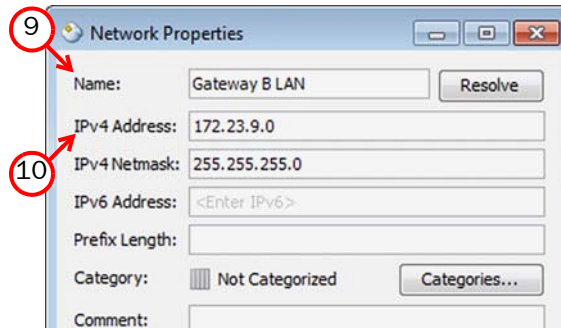 9
Network Properties
Name: Gateway B LAN Resolve
IPv4 Address: 172.23.9.0
10
IPv4 Netmask: 255.255.255.0
IPv6 Address: <Enter IPv6>
Prefix Length:
Category: Not Categorized Categories...
Comment: